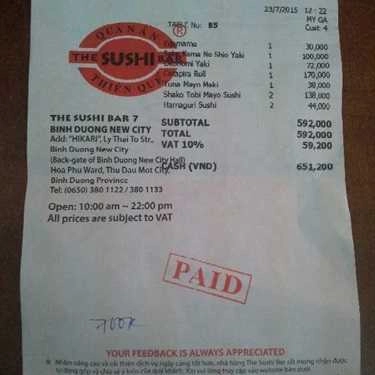 23/7/2015 12:22
TABLE No: B5 MY GA
Cust: 4
QUÁN ĂN
THE SUSHI BAR ®
THIÊN QUÝ
1 30,000
Kama No Shio Yaki 1 100,000
Yaki 1 72,000
Roll 1 170,000
Tuna Mayo Maki 1 38,000
Shako Tobi Mayo Sushi 2 138,000
Hamaguri Sushi 2 44,000
THE SUSHI BAR 7
BINH DUONG NEW CITY
Add: "HIKARI", Ly Thai To Str.,
Binh Duong New City
(Back-gate of Binh Duong New City Hall)
Hoa Phu Ward, Thu Dau Mot City,
Binh Duong Province
Tel: (0650) 380 1122 / 380 1133
SUBTOTAL 592,000
TOTAL 592,000
VAT 10% 59,200
CASH (VND) 651,200
Open: 10:00 am ~ 22:00 pm
All prices are subject to VAT
PAID
700K
YOUR FEEDBACK IS ALWAYS APPRECIATED